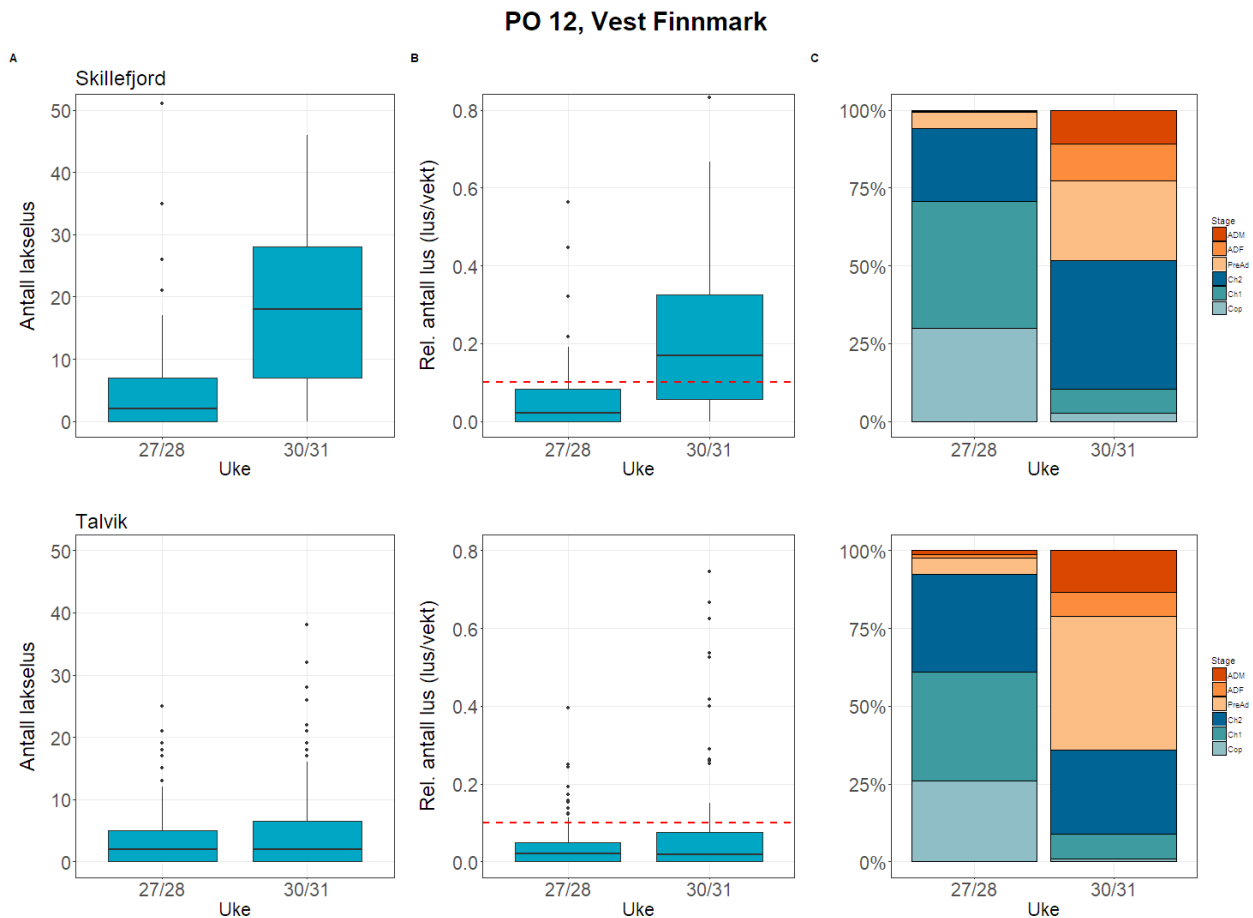 PO 12, Vest Finnmark
A
B
C
Skillefjord
Antall lakselus
50
40
30
20
10
0
27/28
30/31
Uke
Rel. antall lus (lus/vekt)
0.8
0.6
0.4
0.2
0.0
27/28
30/31
Uke
100%
75%
50%
25%
0%
27/28
30/31
Uke
Stage
ADM
ADF
PreAd
Ch2
Ch1
Cop
Talvik
Antall lakselus
50
40
30
20
10
0
27/28
30/31
Uke
Rel. antall lus (lus/vekt)
0.8
0.6
0.4
0.2
0.0
27/28
30/31
Uke
100%
75%
50%
25%
0%
27/28
30/31
Uke
Stage
ADM
ADF
PreAd
Ch2
Ch1
Cop